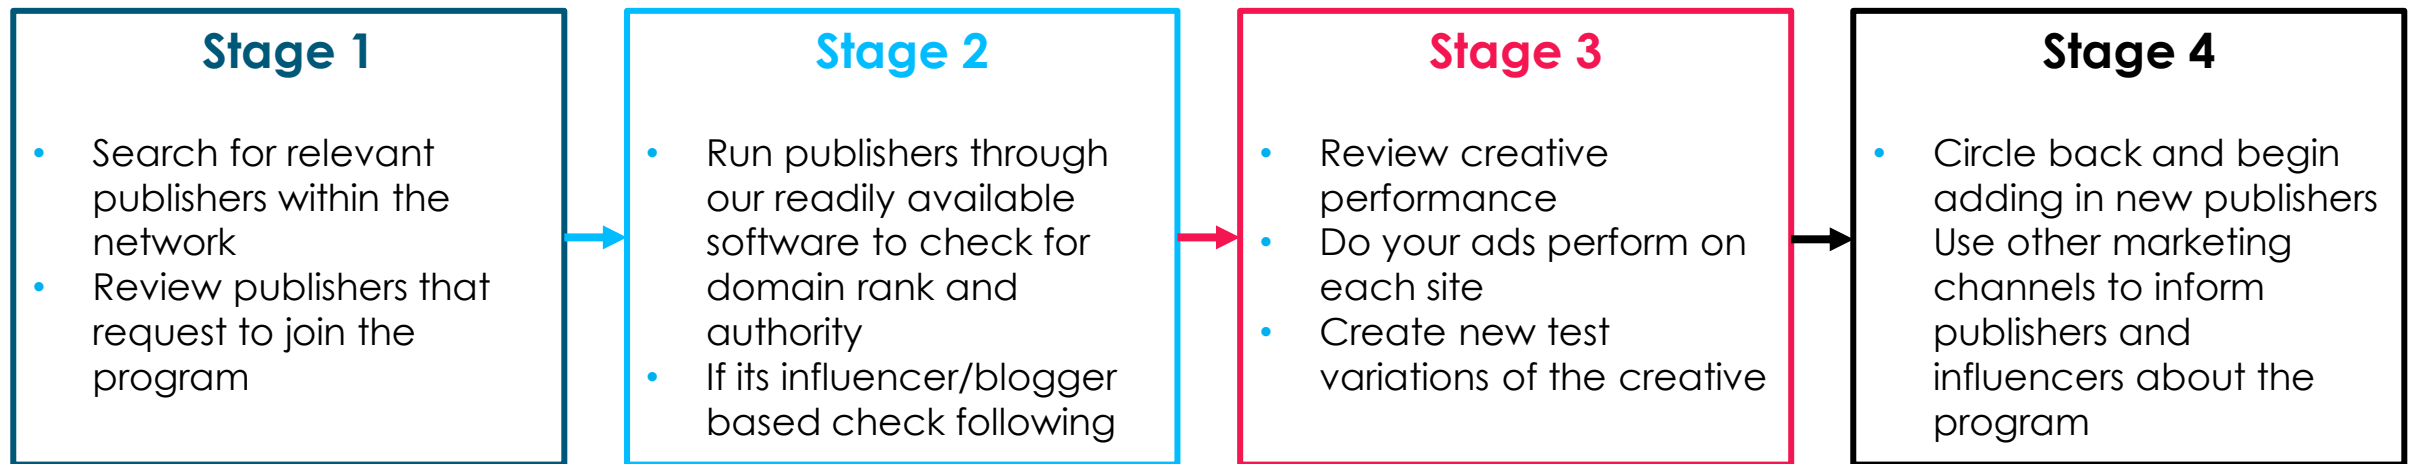 Stage 1
• Search for relevant
publishers within the
network
• Review publishers that
request to join the
program
Stage 2
• Run publishers through
our readily available
software to check for
domain rank and
authority
• If its influencer/blogger
based check following
Stage 3
• Review creative
performance
• Do your ads perform on
each site
• Create new test
variations of the creative
Stage 4
• Circle back and begin
adding in new publishers
Use other marketing
channels to inform
publishers and
influencers about the
program